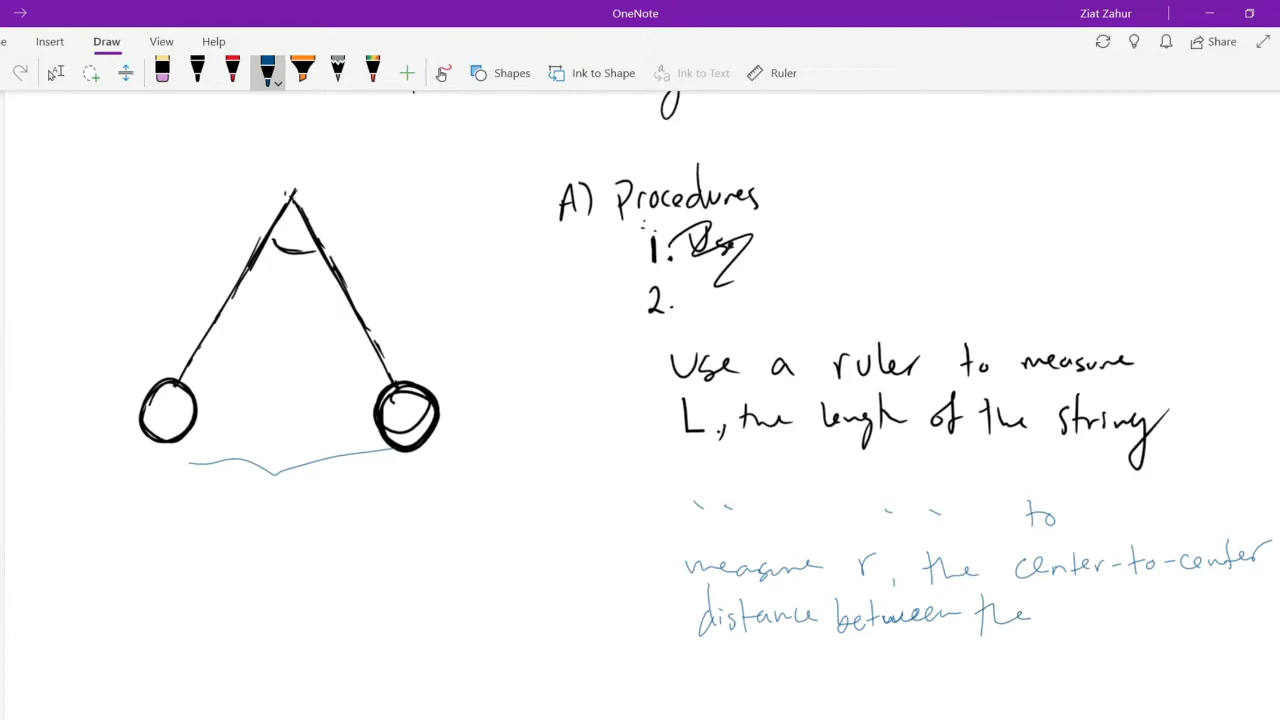 OneNote
Ziat Zahur
Insert Draw View Help
Share
Shapes Ink to Shape Ink to Text Ruler
A) Procedures
1.
2.
Use a ruler to measure
L, the length of the string
" " to
measure r, the center-to-center
distance between the